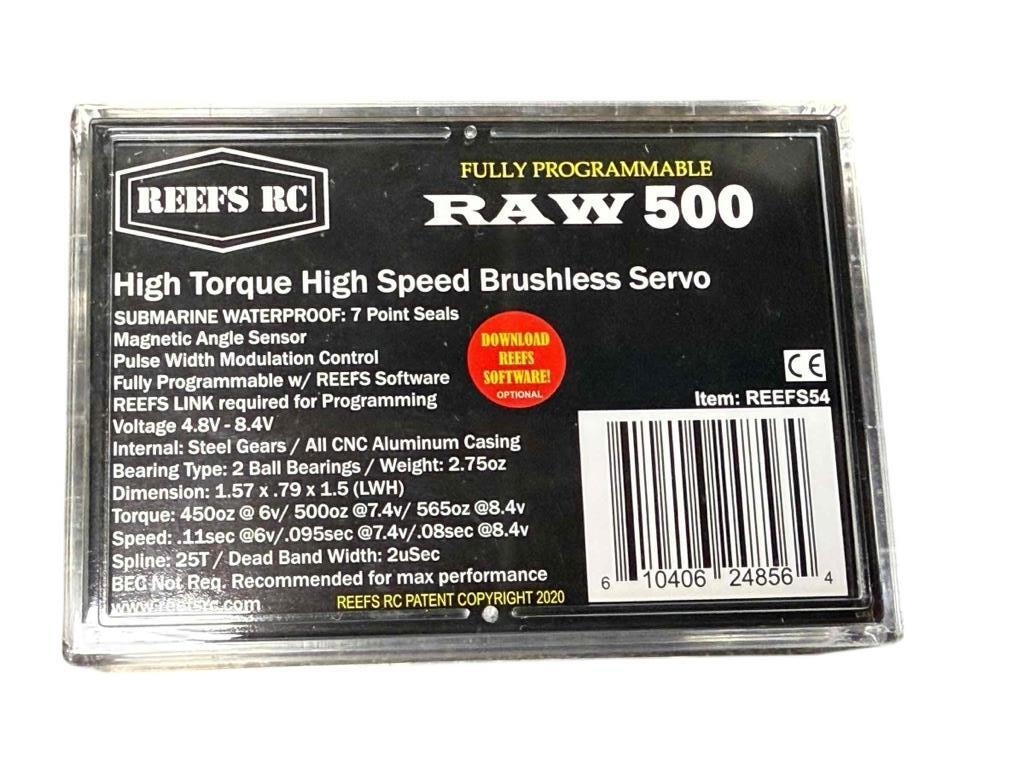 REEFS RC
FULLY PROGRAMMABLE
RAW 500
High Torque High Speed Brushless Servo
SUBMARINE WATERPROOF: 7 Point Seals
Magnetic Angle Sensor
Pulse Width Modulation Control
Fully Programmable w/ REEFS Software
REEFS LINK required for Programming
Voltage 4.8V - 8.4V
Internal: Steel Gears / All CNC Aluminum Casing
Bearing Type: 2 Ball Bearings / Weight: 2.75oz
Dimension: 1.57 x .79 x 1.5 (LWH)
Torque: 450oz @ 6v/ 500oz @7.4v/ 565oz @8.4v
Speed: .11sec @6v/.095sec @7.4v/.08sec @8.4v
Spline: 25T / Dead Band Width: 2uSec
BEC Not Req. Recommended for max performance
www.reefsrc.com
REEFS RC PATENT COPYRIGHT 2020
DOWNLOAD
REEFS
SOFTWARE!
OPTIONAL
CE
Item: REEFS54
6 10406 24856 4